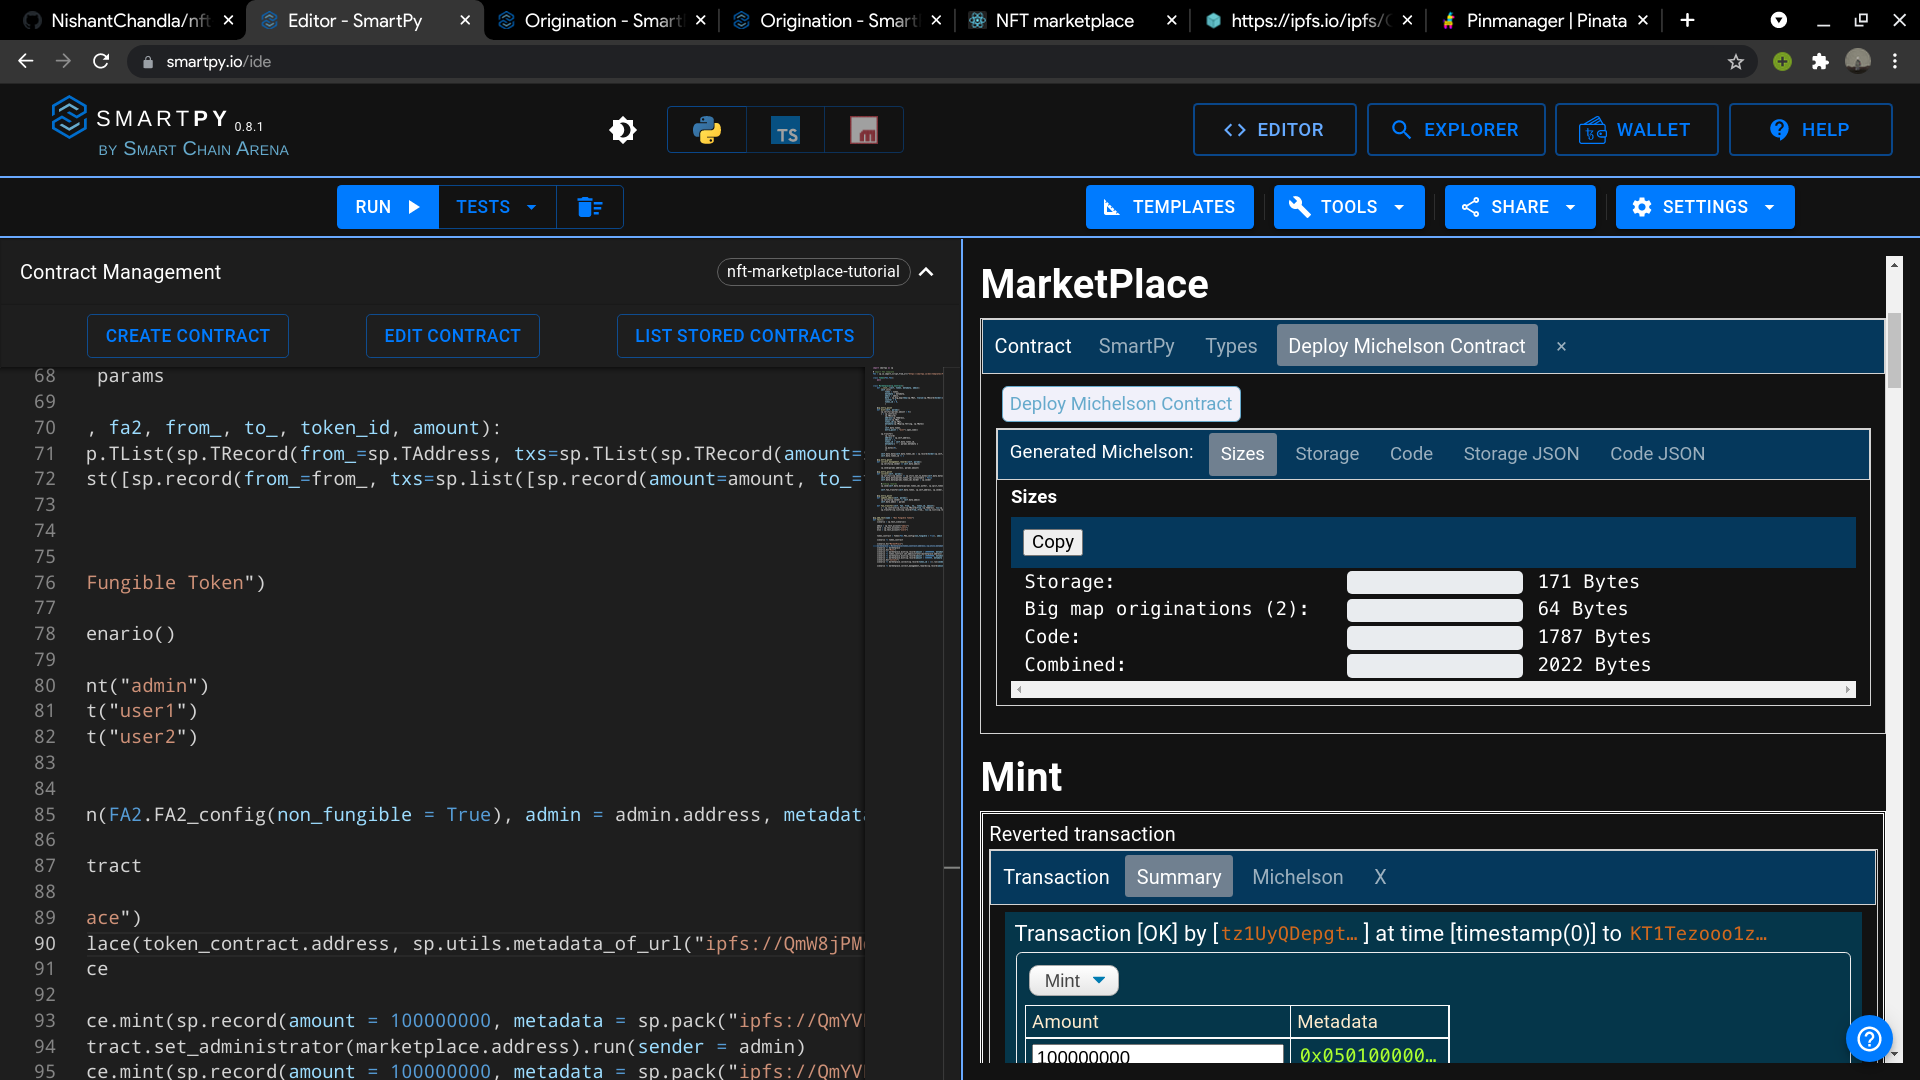 NishantChandla/nft
Editor - SmartPy
Origination - Smart
Origination - Smart
NFT marketplace
https://ipfs.io/ipfs/
Pinmanager | Pinata
smartpy.io/ide
SMARTPY 0.8.1
BY SMART CHAIN ARENA
TS
<> EDITOR
EXPLORER
WALLET
HELP
RUN
TESTS
TEMPLATES
TOOLS
SHARE
SETTINGS
Contract Management
nft-marketplace-tutorial
CREATE CONTRACT
EDIT CONTRACT
LIST STORED CONTRACTS
68 params
69
70 , fa2, from_, to_, token_id, amount):
71 p.TList(sp.TRecord(from_=sp.TAddress, txs=sp.TList(sp.TRecord(amount=
72 st([sp.record(from_=from_, txs=sp.list([sp.record(amount=amount, to_=
73
74
75
76 Fungible Token")
77
78 enario()
79
80 nt("admin")
81 t("user1")
82 t("user2")
83
84
85 n(FA2.FA2_config(non_fungible = True), admin = admin.address, metadat
86
87 tract
88
89 ace")
90 lace(token_contract.address, sp.utils.metadata_of_url("ipfs://QmW8jPM
91 ce
92
93 ce.mint(sp.record(amount = 100000000, metadata = sp.pack("ipfs://QmYV
94 tract.set_administrator(marketplace.address).run(sender = admin)
95 ce.mint(sp.record(amount = 100000000, metadata = sp.pack("ipfs://QmYV
MarketPlace
Contract SmartPy Types Deploy Michelson Contract ×
Deploy Michelson Contract
Generated Michelson: Sizes Storage Code Storage JSON Code JSON
Sizes
Copy
Storage: 171 Bytes
Big map originations (2): 64 Bytes
Code: 1787 Bytes
Combined: 2022 Bytes
Mint
Reverted transaction
Transaction Summary Michelson X
Transaction [OK] by [tz1UyQDepgt… ] at time [timestamp(0)] to KT1Tezooo1z…
Mint
Amount Metadata
100000000 0x050100000…